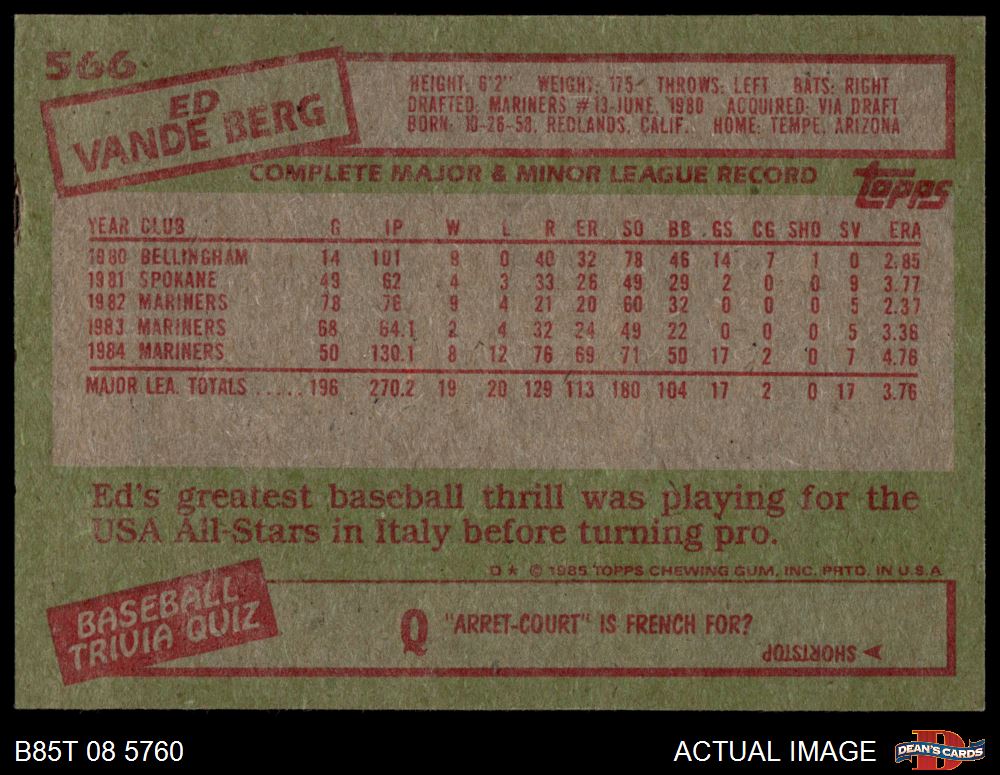 566
ED
VANDE BERG
HEIGHT: 6'2" WEIGHT: 175 THROWS: LEFT BATS: RIGHT
DRAFTED: MARINERS #13-JUNE, 1980 ACQUIRED: VIA DRAFT
BORN: 10-26-58, REDLANDS, CALIF. HOME: TEMPE, ARIZONA
COMPLETE MAJOR & MINOR LEAGUE RECORD
topps
YEAR CLUB G IP W L R ER SO BB GS CG SHO SV ERA
1980 BELLINGHAM 14 101 9 0 40 32 78 46 14 7 1 0 2.85
1981 SPOKANE 49 62 4 3 33 26 49 29 2 0 0 9 3.77
1982 MARINERS 78 76 9 4 21 20 60 32 0 0 0 5 2.37
1983 MARINERS 68 64.1 2 4 32 24 49 22 0 0 0 5 3.36
1984 MARINERS 50 130.1 8 12 76 69 71 50 17 2 0 7 4.76
MAJOR LEA. TOTALS ..... 196 270.2 19 20 129 113 180 104 17 2 0 17 3.76
Ed's greatest baseball thrill was playing for the
USA All-Stars in Italy before turning pro.
D * © 1985 TOPPS CHEWING GUM, INC. PRTD. IN U.S.A.
BASEBALL
TRIVIA QUIZ
Q "ARRET-COURT" IS FRENCH FOR?
A SHORTSTOP
B85T 08 5760
ACTUAL IMAGE
D
DEAN'S CARDS